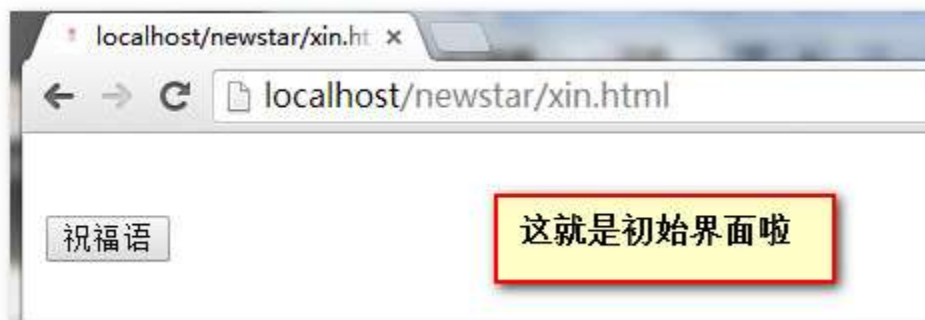 localhost/newstar/xin.ht ×
localhost/newstar/xin.html
祝福语
这就是初始界面啦